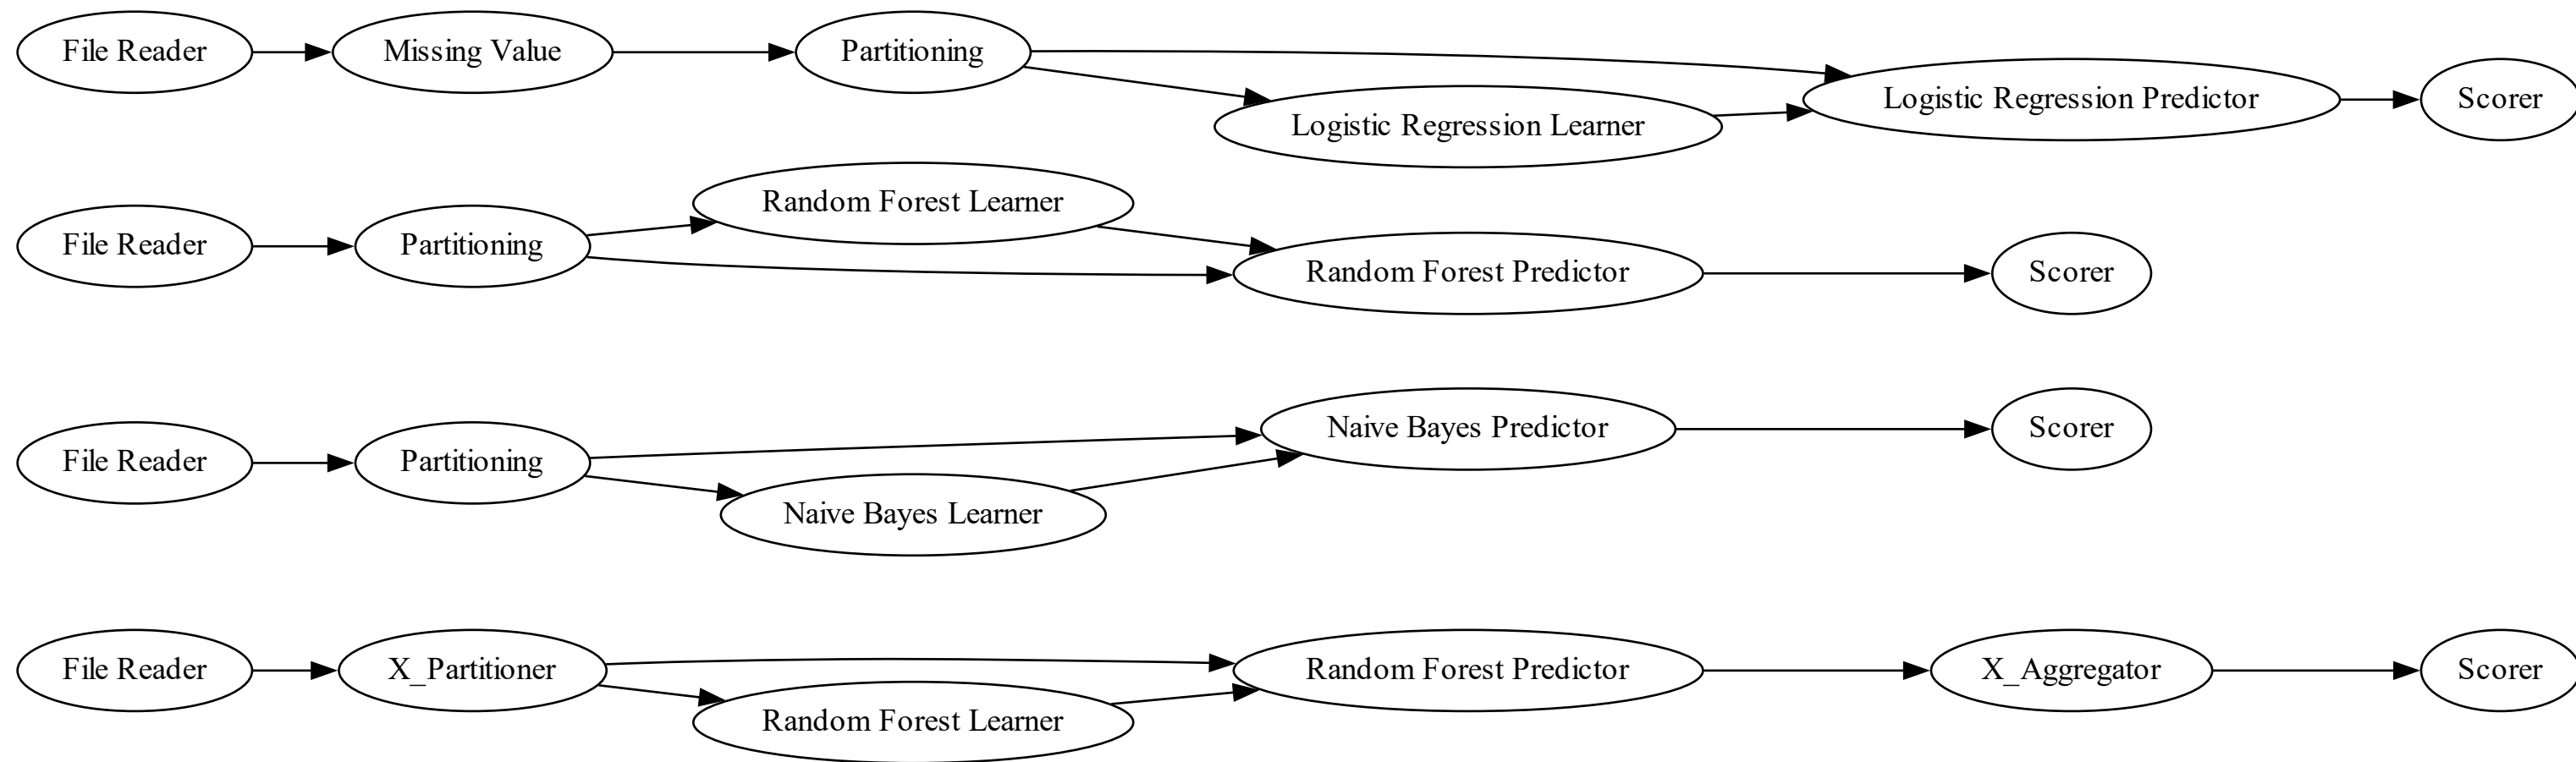 File Reader
Missing Value
Partitioning
Logistic Regression Learner
Logistic Regression Predictor
Scorer
File Reader
Partitioning
Random Forest Learner
Random Forest Predictor
Scorer
File Reader
Partitioning
Naive Bayes Learner
Naive Bayes Predictor
Scorer
File Reader
X_Partitioner
Random Forest Learner
Random Forest Predictor
X_Aggregator
Scorer